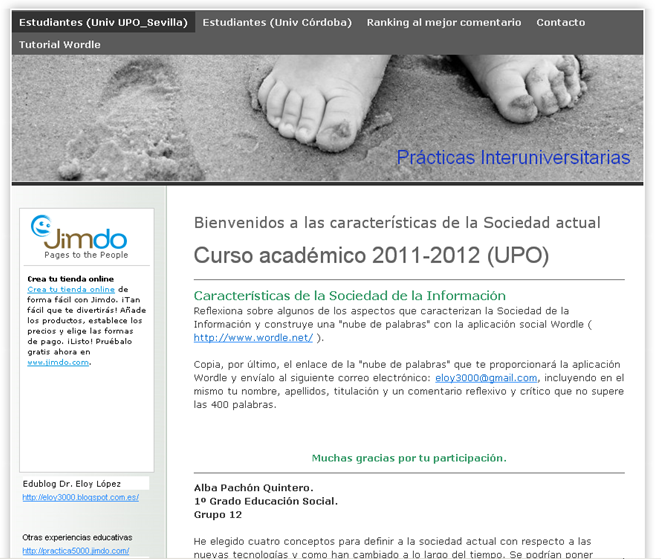 Estudiantes (Univ UPO_Sevilla) Estudiantes (Univ Córdoba) Ranking al mejor comentario Contacto
Tutorial Wordle
Prácticas Interuniversitarias
Jimdo
Pages to the People
Crea tu tienda online
Crea tu tienda online de
forma fácil con Jimdo. ¡Tan
fácil que te divertirás! Añade
los productos, establece los
precios y elige las formas
de pago. ¡Listo! Pruébalo
gratis ahora en
www.jimdo.com.
Edublog Dr. Eloy López
http://eloy3000.blogspot.com.es/
Otras experiencias educativas
http://practica5000.jimdo.com/
Bienvenidos a las características de la Sociedad actual
Curso académico 2011-2012 (UPO)
Características de la Sociedad de la Información
Reflexiona sobre algunos de los aspectos que caracterizan la Sociedad de la
Información y construye una "nube de palabras" con la aplicación social Wordle (
http://www.wordle.net/ ).
Copia, por último, el enlace de la "nube de palabras" que te proporcionará la aplicación
Wordle y envíalo al siguiente correo electrónico: eloy3000@gmail.com, incluyendo en el
mismo tu nombre, apellidos, titulación y un comentario reflexivo y crítico que no supere
las 400 palabras.
Muchas gracias por tu participación.
Alba Pachón Quintero.
1º Grado Educación Social.
Grupo 12
He elegido cuatro conceptos para definir a la sociedad actual con respecto a las
nuevas tecnologías y como han cambiado a lo largo del tiempo. Se podrían poner